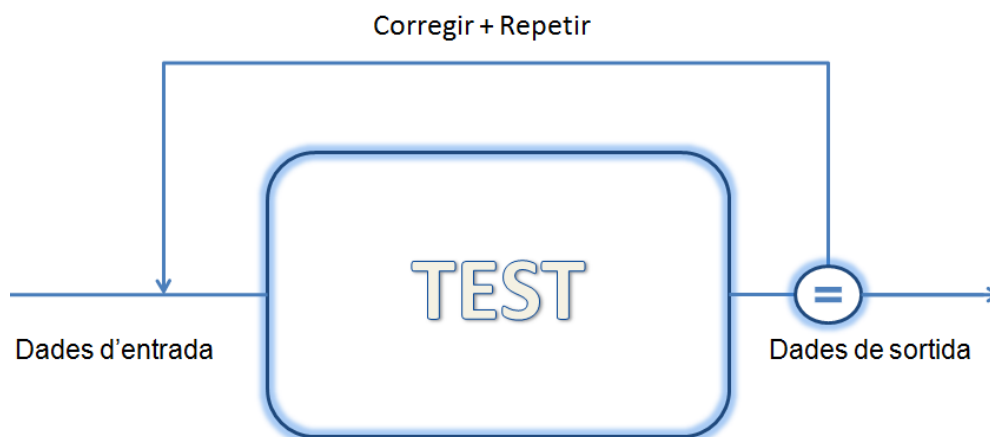 Corregir + Repetir
TEST
=
Dades d'entrada
Dades de sortida